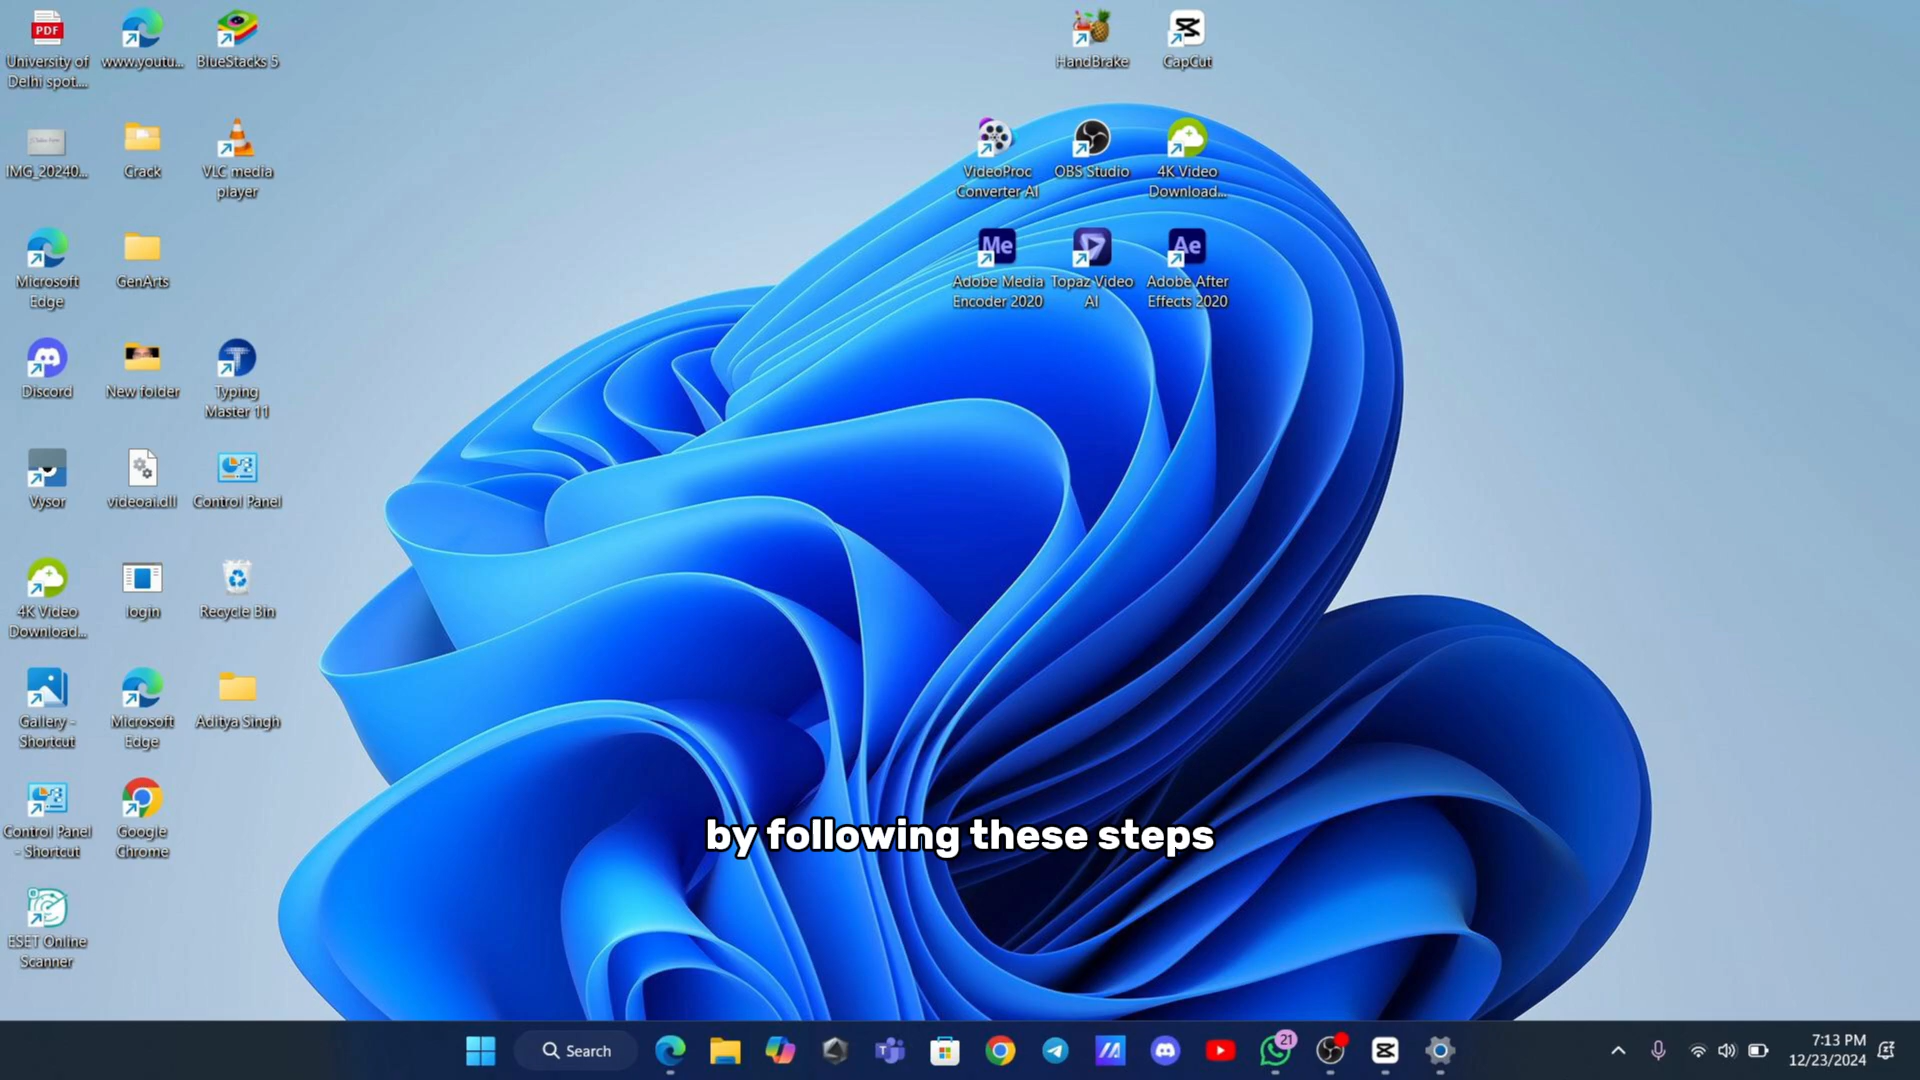 PDF
University of
Delhi spot...
www.youtu...
BlueStacks 5
HandBrake
CapCut
IMG_20240...
Crack
VLC media
player
VideoProc
Converter AI
OBS Studio
4K Video
Download...
Microsoft
Edge
GenArts
Me
Adobe Media
Encoder 2020
Topaz Video
AI
Ae
Adobe After
Effects 2020
Discord
New folder
Typing
Master 11
Vysor
videoai.dll
Control Panel
4K Video
Download...
login
Recycle Bin
Gallery -
Shortcut
Microsoft
Edge
Aditya Singh
Control Panel
- Shortcut
Google
Chrome
by following these steps
ESET Online
Scanner
Search
21
7:13 PM
12/23/2024